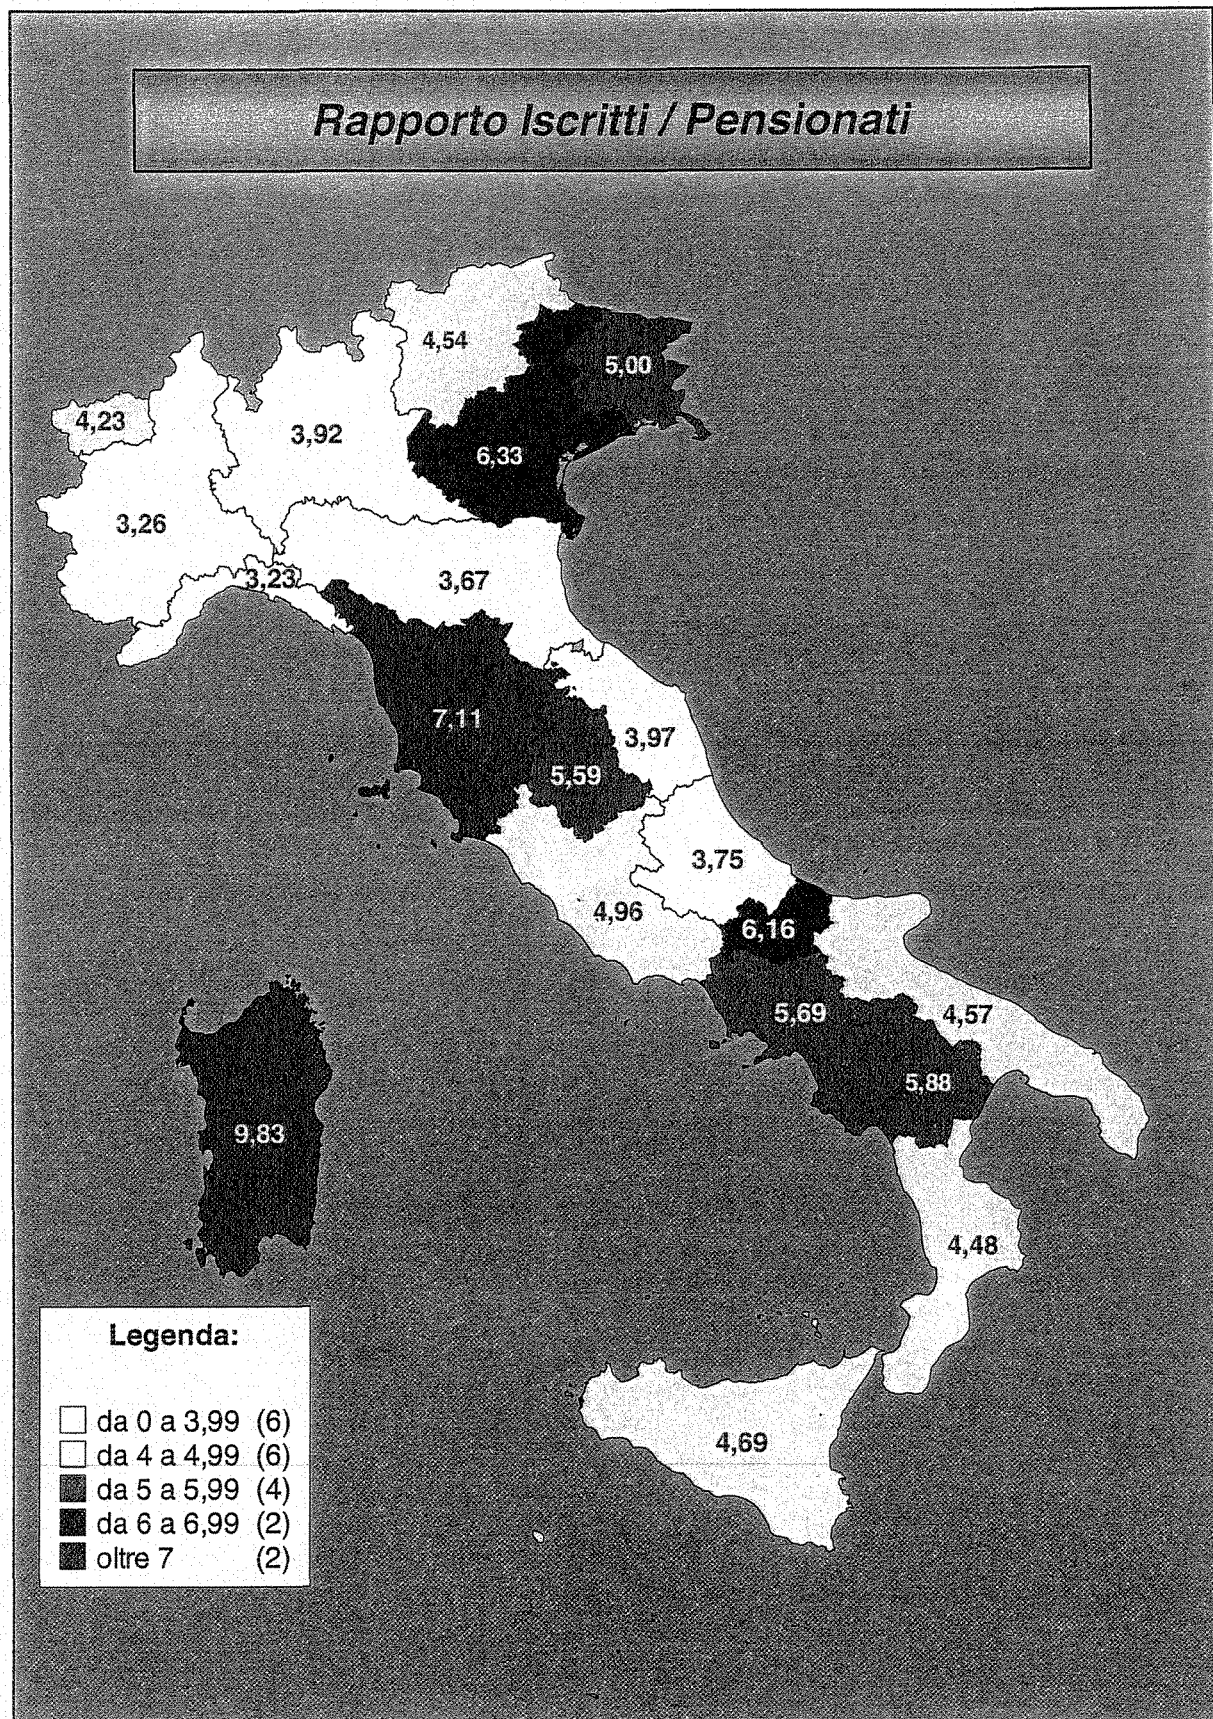 Rapporto Iscritti / Pensionati
4,54
5,00
4,23
3,92
6,33
3,26
3,23
3,67
7,11
3,97
5,59
3,75
4,96
6,16
5,69
4,57
5,88
9,83
4,48
4,69
Legenda:
da 0 a 3,99 (6)
da 4 a 4,99 (6)
da 5 a 5,99 (4)
da 6 a 6,99 (2)
oltre 7 (2)